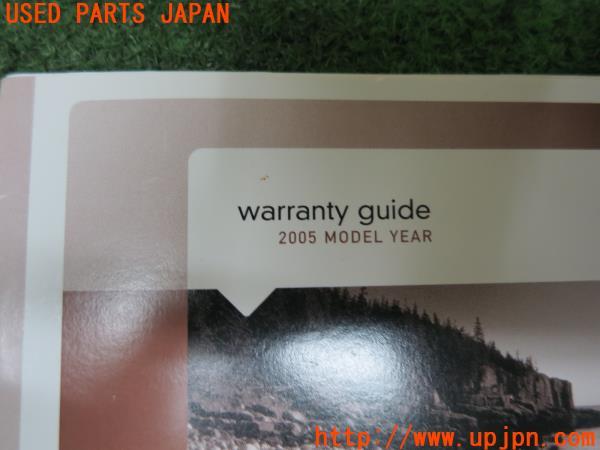 USED PARTS JAPAN
warranty guide
2005 MODEL YEAR
http://www.upjpn.com/